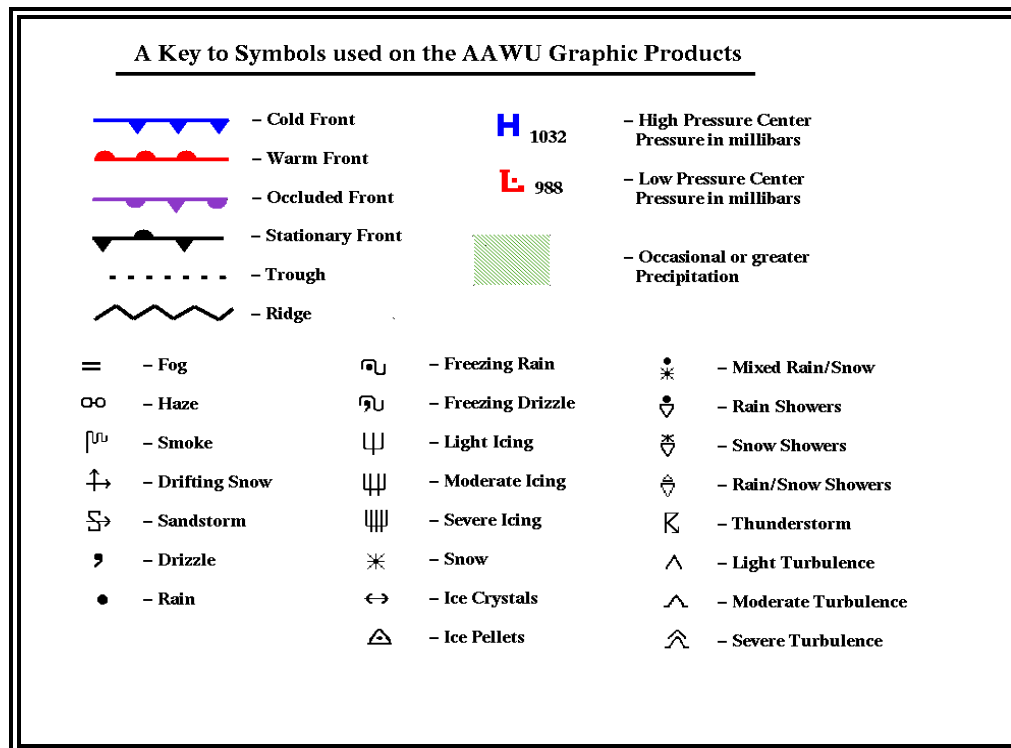 A Key to Symbols used on the AAWU Graphic Products
– Cold Front
– Warm Front
– Occluded Front
– Stationary Front
– Trough
– Ridge
H 1032
– High Pressure Center
Pressure in millibars
L 988
– Low Pressure Center
Pressure in millibars
– Occasional or greater
Precipitation
– Fog
– Haze
– Smoke
– Drifting Snow
– Sandstorm
– Drizzle
– Rain
– Freezing Rain
– Freezing Drizzle
– Light Icing
– Moderate Icing
– Severe Icing
– Snow
– Ice Crystals
– Ice Pellets
– Mixed Rain/Snow
– Rain Showers
– Snow Showers
– Rain/Snow Showers
– Thunderstorm
– Light Turbulence
– Moderate Turbulence
– Severe Turbulence